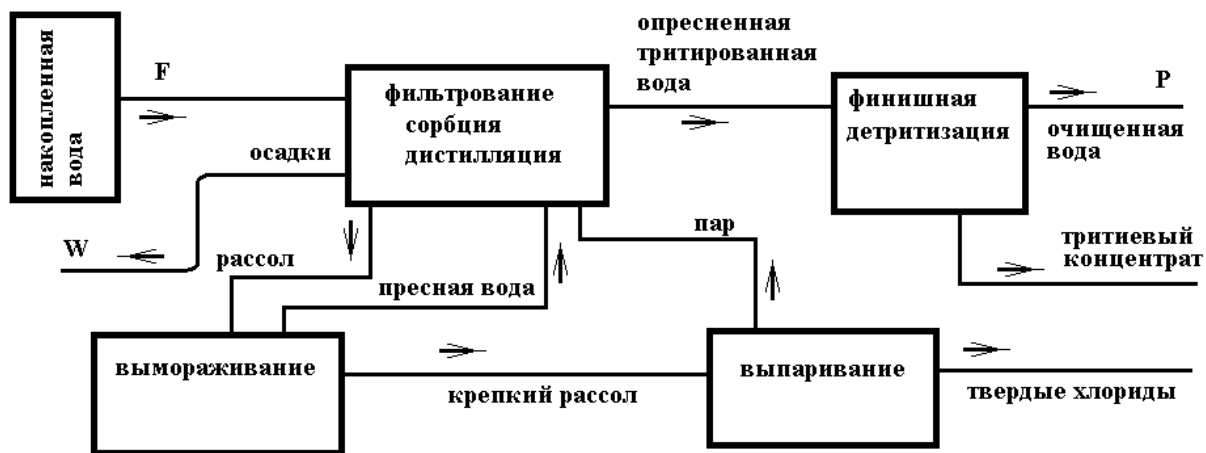 накопленная
вода
F
осадки
W
фильтрование
сорбция
дистилляция
опресненная
тритированная
вода
финишная
детритизация
P
очищенная
вода
тритиевый
концентрат
рассол
пресная вода
пар
вымораживание
крепкий рассол
выпаривание
твердые хлориды